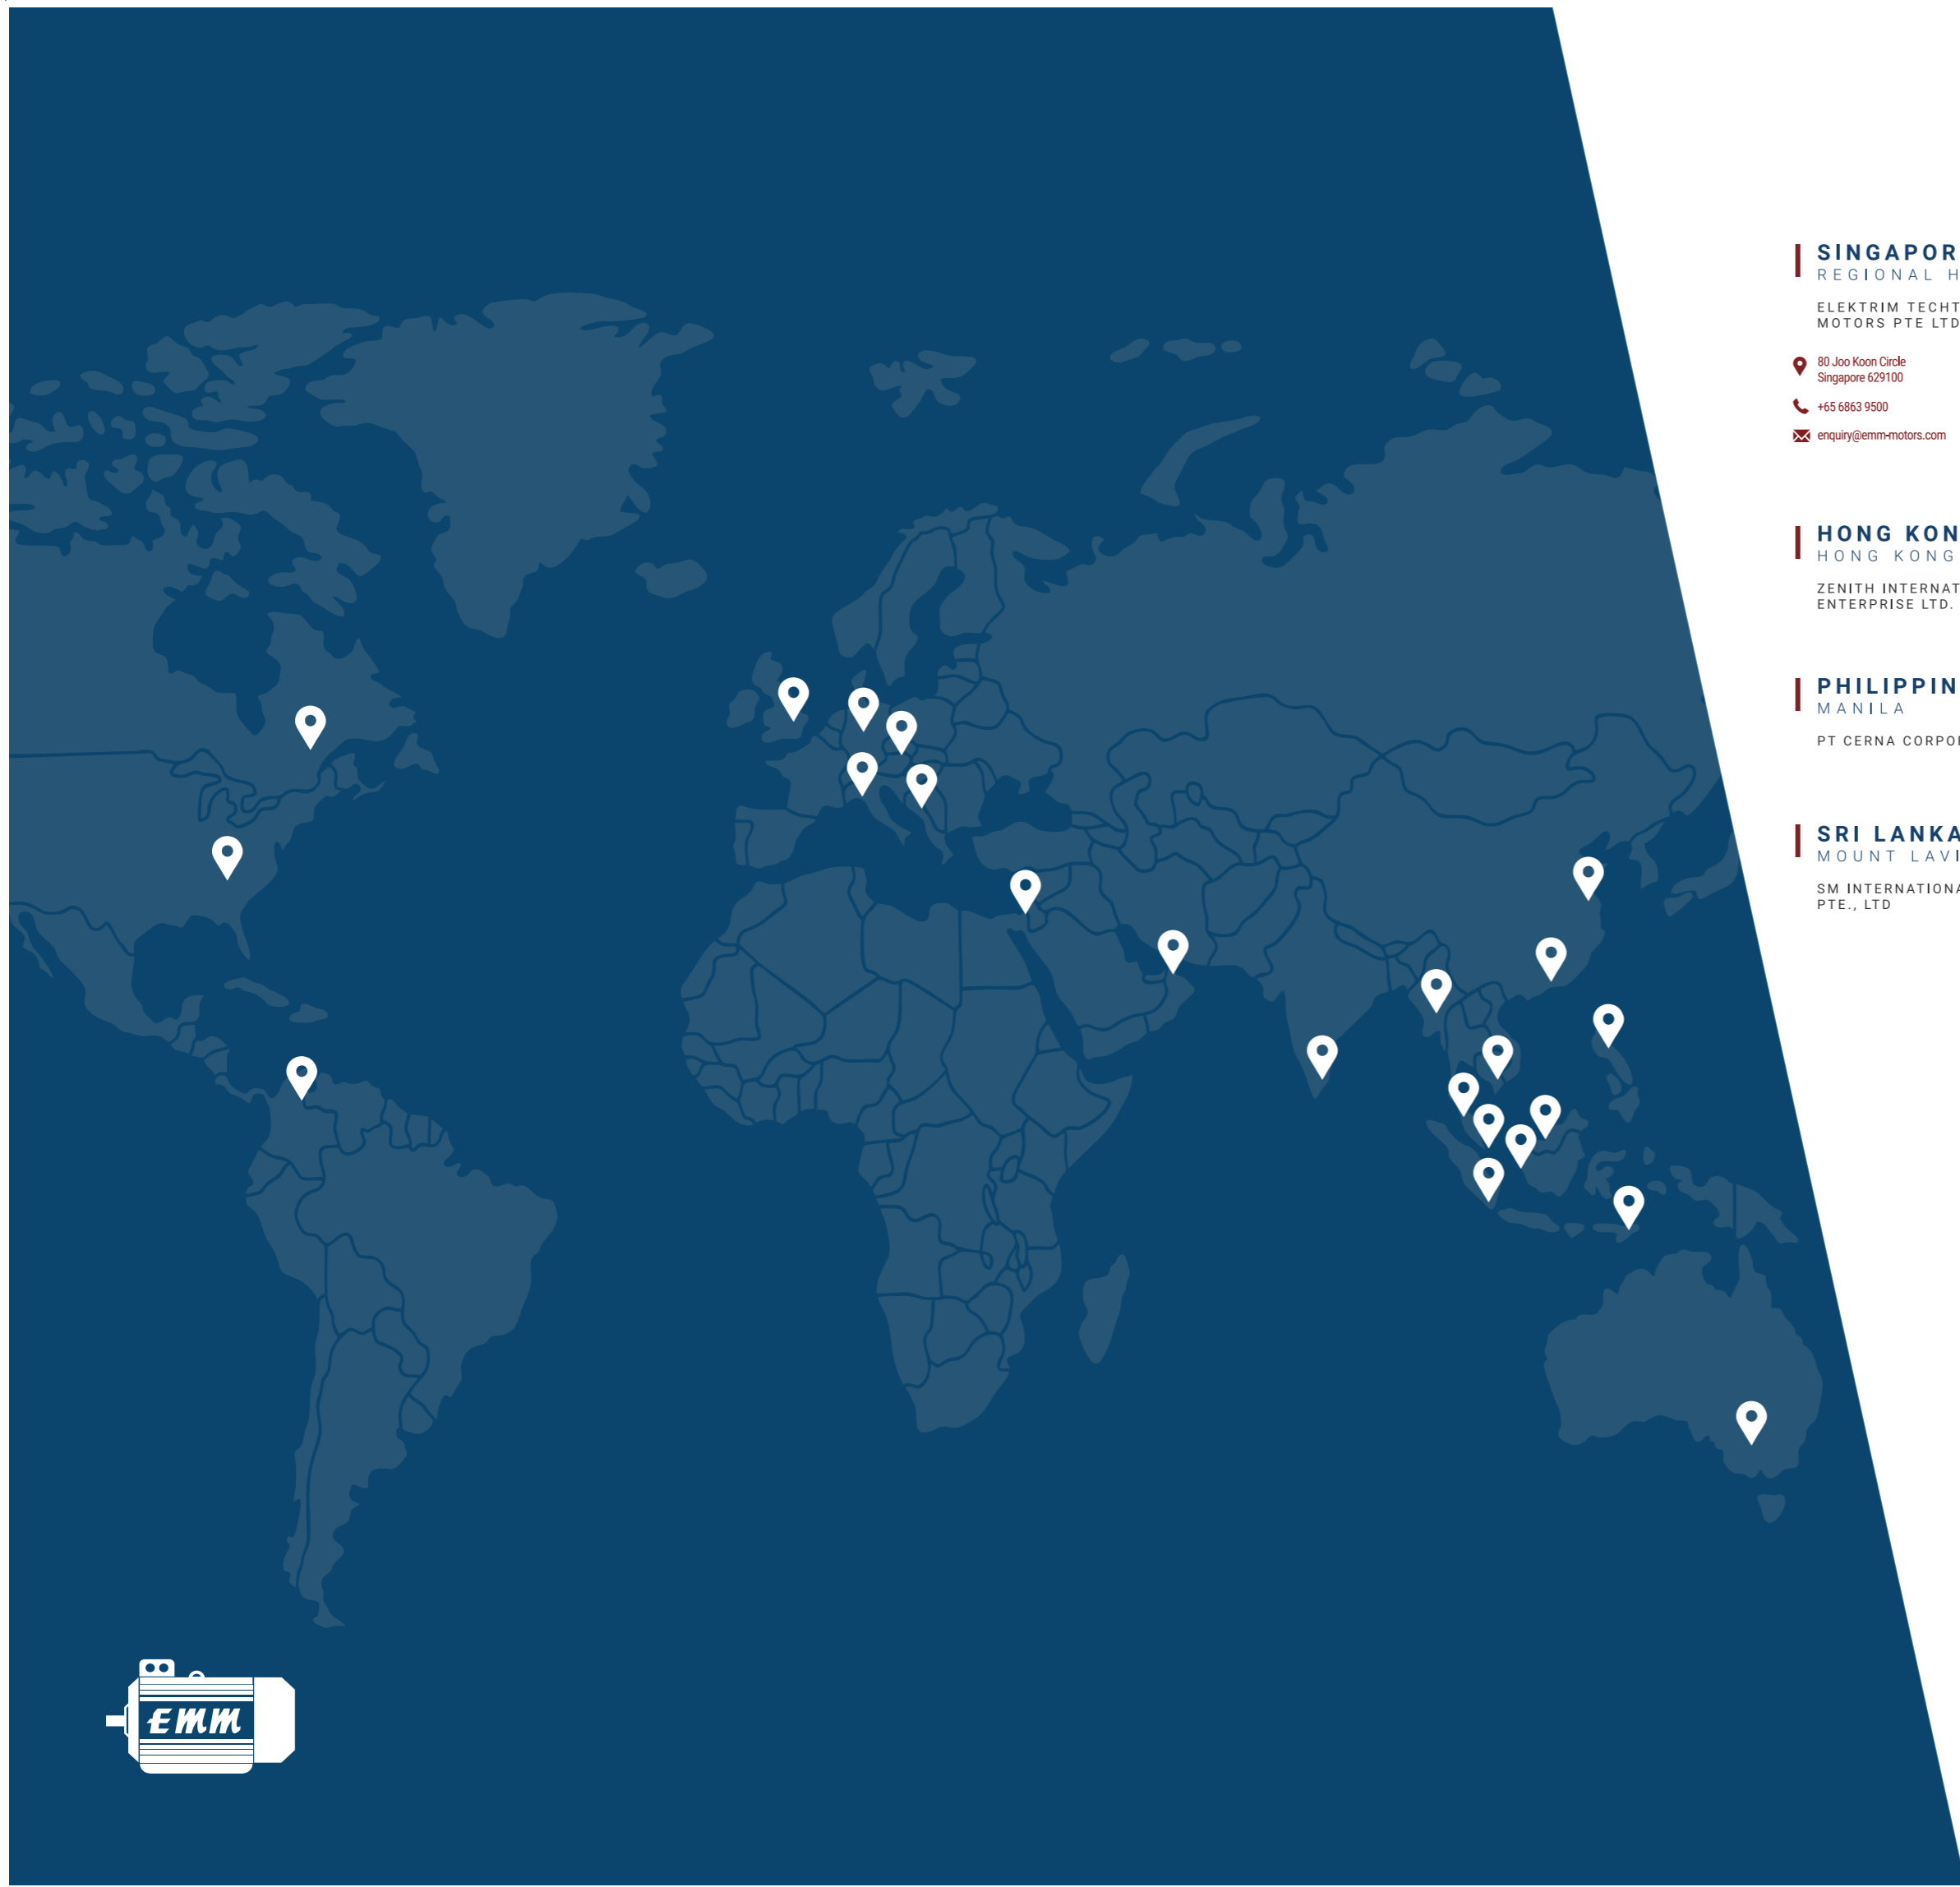 SINGAPOR
REGIONAL H
ELEKTRIM TECHT
MOTORS PTE LTD
80 Joo Koon Circle
Singapore 629100
+65 6863 9500
enquiry@emm-motors.com
HONG KON
HONG KONG
ZENITH INTERNAT
ENTERPRISE LTD.
PHILIPPIN
MANILA
PT CERNA CORPO
SRI LANKA
MOUNT LAVI
SM INTERNATIONA
PTE., LTD
EMM